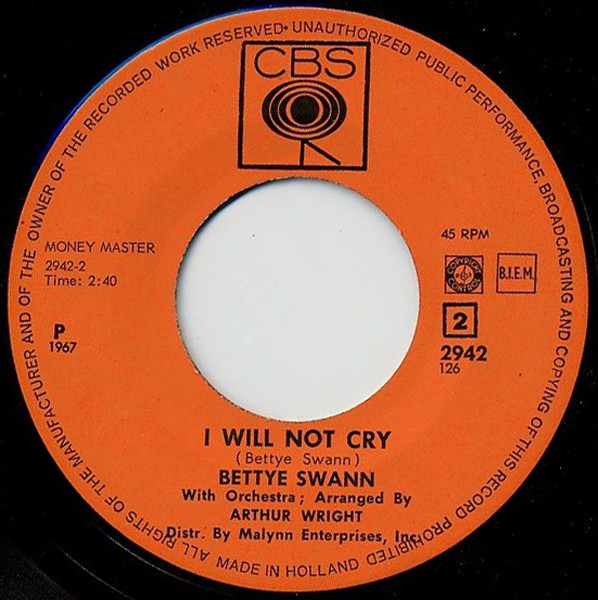 ALL RIGHTS OF THE MANUFACTURER AND OF THE OWNER OF THE RECORDED WORK RESERVED • UNAUTHORIZED PUBLIC PERFORMANCE, BROADCASTING AND COPYING OF THIS RECORD PROHIBITED
CBS
MONEY MASTER
2942-2
Time: 2:40
P
1967
45 RPM
COPYRIGHT CONTROL
B.I.E.M.
2
2942
126
I WILL NOT CRY
(Bettye Swann)
BETTYE SWANN
With Orchestra; Arranged By
ARTHUR WRIGHT
Distr. By Malynn Enterprises, Inc.
MADE IN HOLLAND